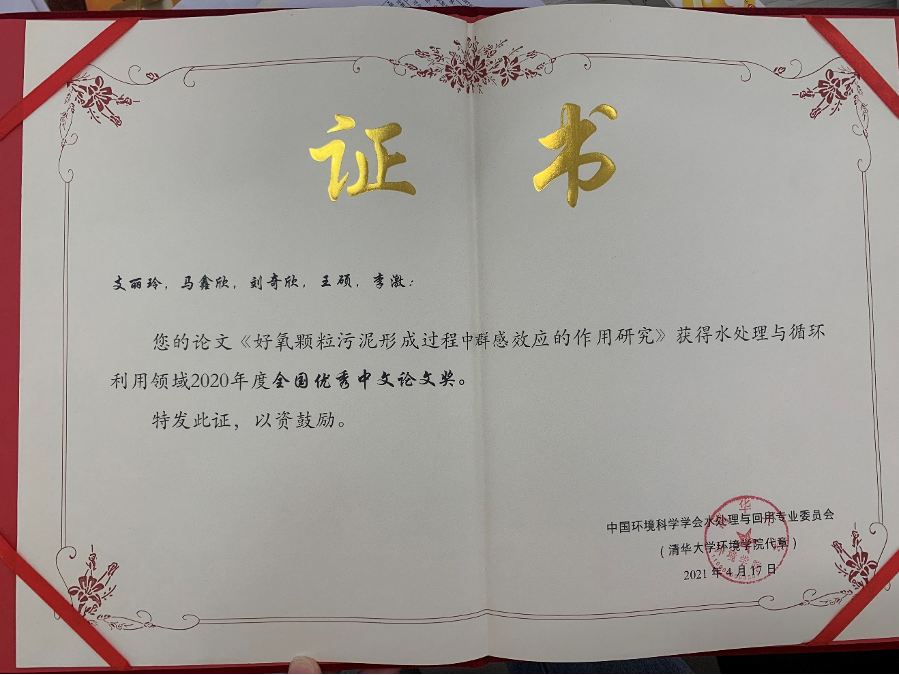 证 书
支丽玲，马鑫欣，刘奇欣，王硕，李激：
您的论文《好氧颗粒污泥形成过程中群感效应的作用研究》获得水处理与循环
利用领域2020年度全国优秀中文论文奖。
特发此证，以资鼓励。
中国环境科学学会水处理与回用专业委员会
（清华大学环境学院代章）
2021年4月17日